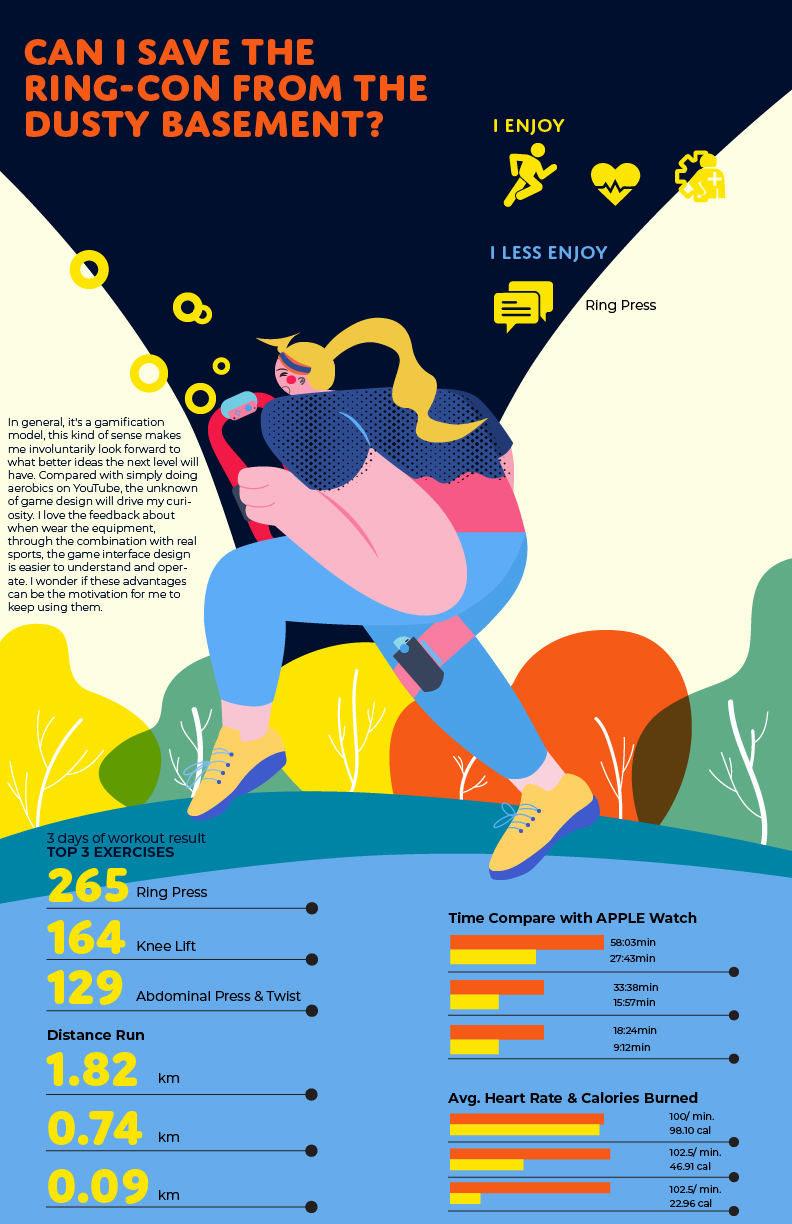 CAN I SAVE THE
RING-CON FROM THE
DUSTY BASEMENT?
I ENJOY
I LESS ENJOY
Ring Press
In general, it's a gamification
model, this kind of sense makes
me involuntarily look forward to
what better ideas the next level will
have. Compared with simply doing
aerobics on YouTube, the unknown
of game design will drive my curi-
osity. I love the feedback about
when wear the equipment,
through the combination with real
sports, the game interface design
is easier to understand and oper-
ate. I wonder if these advantages
can be the motivation for me to
keep using them.
3 days of workout result
TOP 3 EXERCISES
265 Ring Press
164 Knee Lift
129 Abdominal Press & Twist
Distance Run
1.82 km
0.74 km
0.09 km
Time Compare with APPLE Watch
58:03min
27:43min
33:38min
15:57min
18:24min
9:12min
Avg. Heart Rate & Calories Burned
100/ min.
98.10 cal
102.5/ min.
46.91 cal
102.5/ min.
22.96 cal